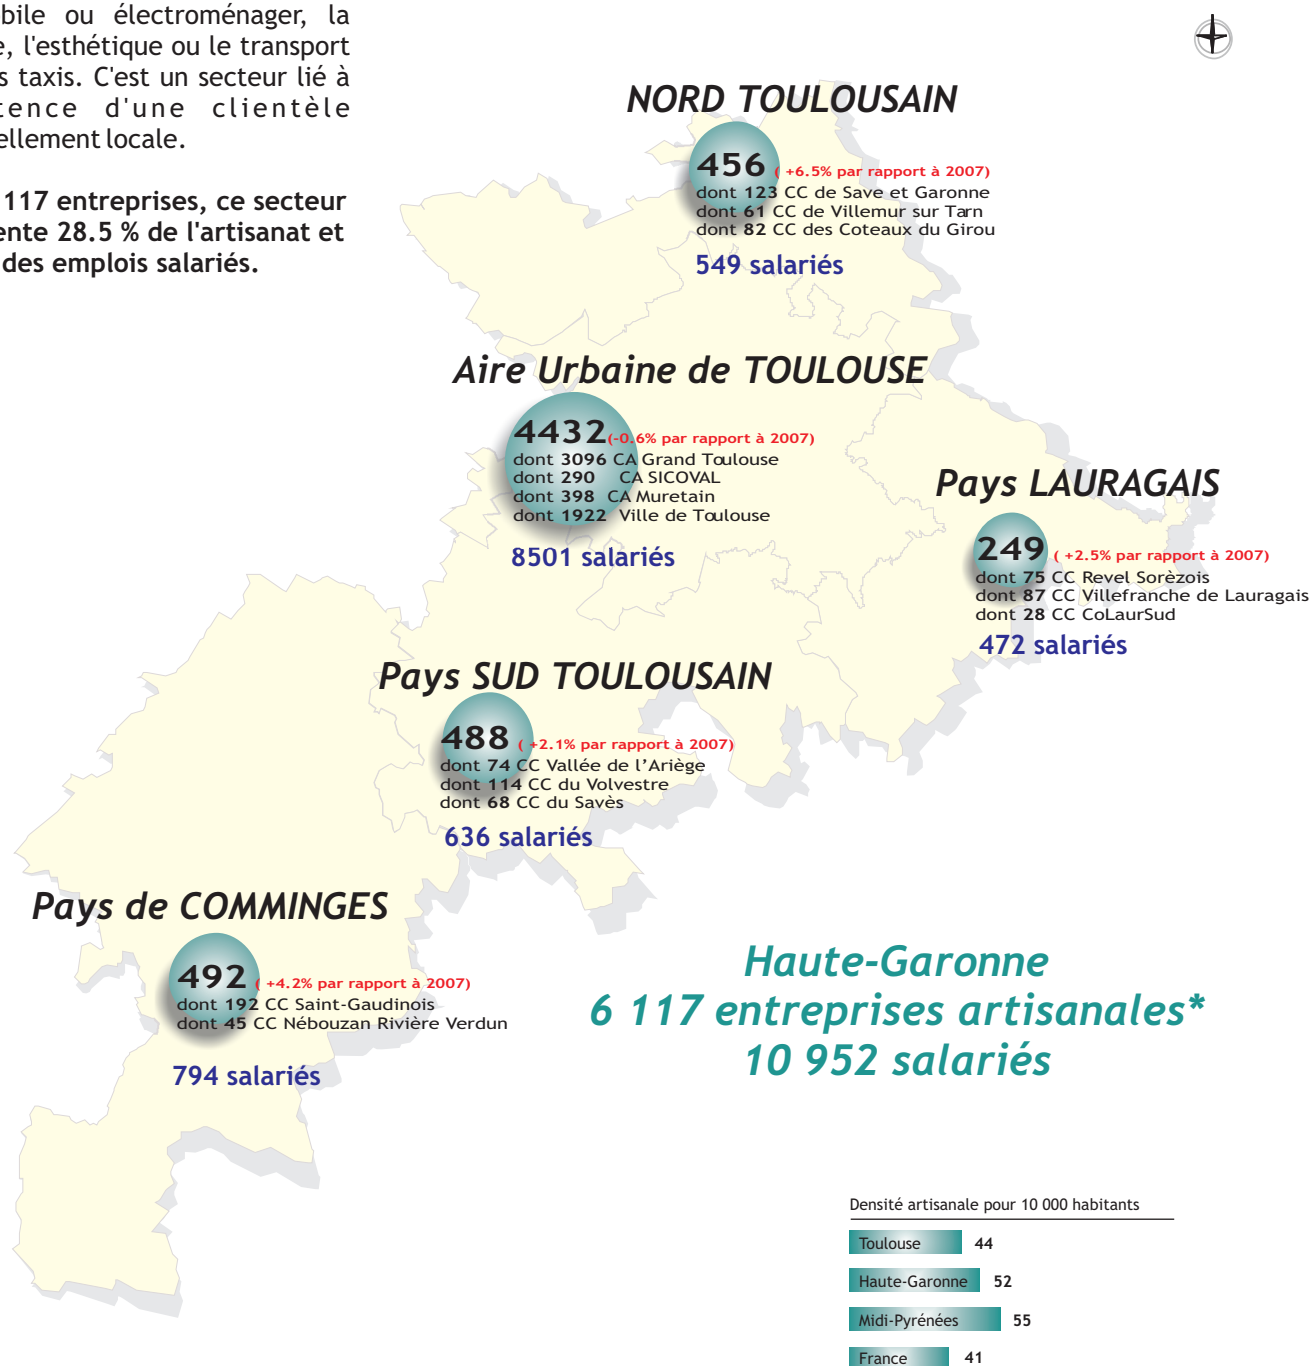 bile ou électroménager, la
, l'esthétique ou le transport
s taxis. C'est un secteur lié à
tence d'une clientèle
ellement locale.
117 entreprises, ce secteur
ente 28.5 % de l'artisanat et
des emplois salariés.
NORD TOULOUSAIN
456 ( +6.5% par rapport à 2007)
dont 123 CC de Save et Garonne
dont 61 CC de Villemur sur Tarn
dont 82 CC des Coteaux du Girou
549 salariés
Aire Urbaine de TOULOUSE
4432 (-0.6% par rapport à 2007)
dont 3096 CA Grand Toulouse
dont 290 CA SICOVAL
dont 398 CA Muretain
dont 1922 Ville de Toulouse
8501 salariés
Pays LAURAGAIS
249 ( +2.5% par rapport à 2007)
dont 75 CC Revel Sorèzois
dont 87 CC Villefranche de Lauragais
dont 28 CC CoLaurSud
472 salariés
Pays SUD TOULOUSAIN
488 ( +2.1% par rapport à 2007)
dont 74 CC Vallée de l’Ariège
dont 114 CC du Volvestre
dont 68 CC du Savès
636 salariés
Pays de COMMINGES
492 ( +4.2% par rapport à 2007)
dont 192 CC Saint-Gaudinois
dont 45 CC Nébouzan Rivière Verdun
794 salariés
Haute-Garonne
6 117 entreprises artisanales*
10 952 salariés
Densité artisanale pour 10 000 habitants
Toulouse 44
Haute-Garonne 52
Midi-Pyrénées 55
France 41